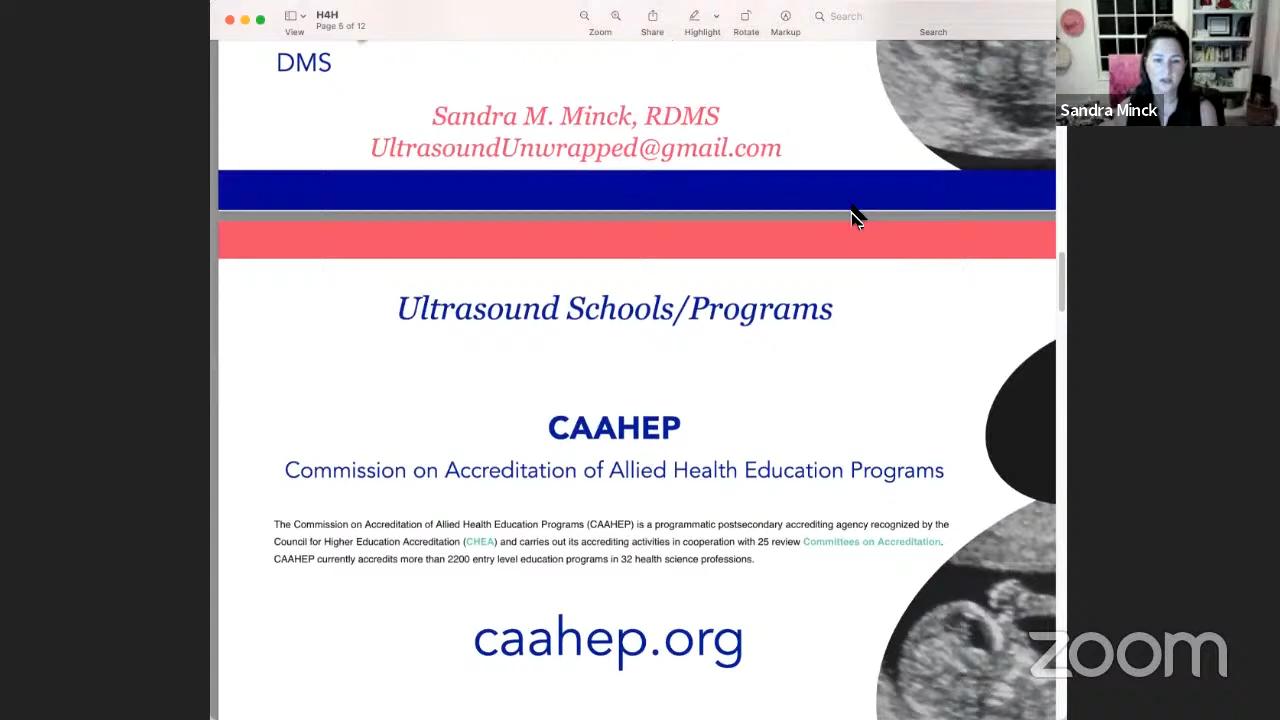 H4H
Page 5 of 12
View
Zoom
Share
Highlight
Rotate
Markup
Search
Search
Sandra Minck
DMS
Sandra M. Minck, RDMS
UltrasoundUnwrapped@gmail.com
Ultrasound Schools/Programs
CAAHEP
Commission on Accreditation of Allied Health Education Programs
The Commission on Accreditation of Allied Health Education Programs (CAAHEP) is a programmatic postsecondary accrediting agency recognized by the
Council for Higher Education Accreditation (CHEA) and carries out its accrediting activities in cooperation with 25 review Committees on Accreditation.
CAAHEP currently accredits more than 2200 entry level education programs in 32 health science professions.
caahep.org
zoom